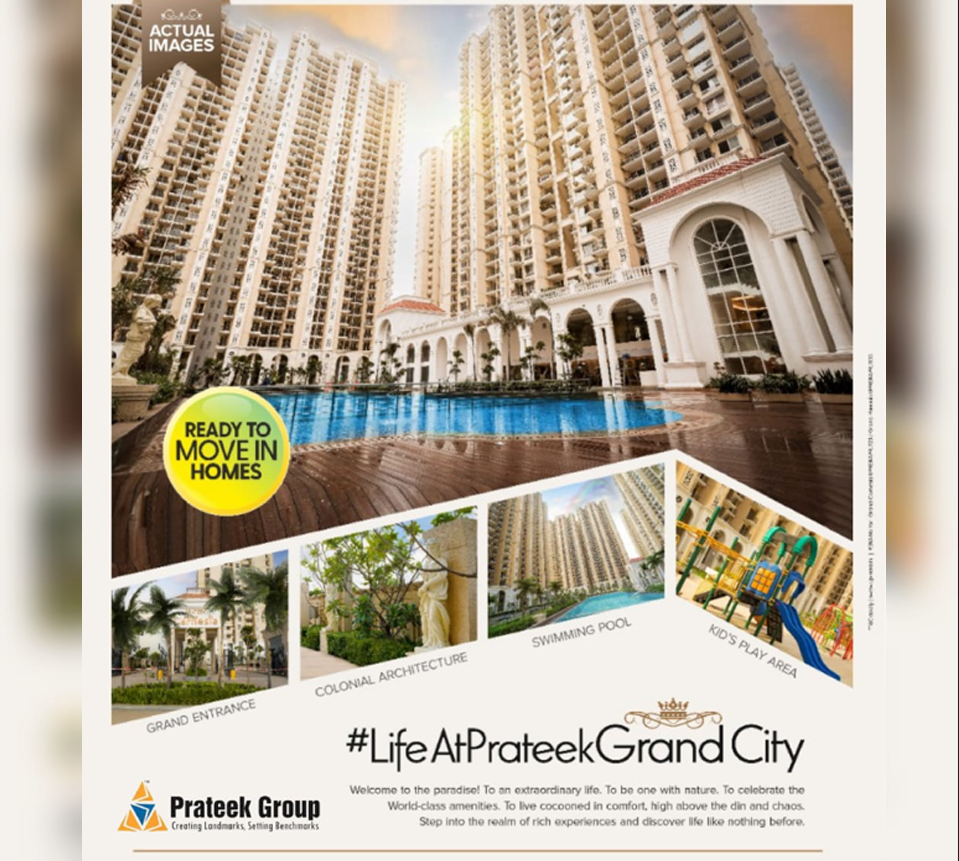 ACTUAL
IMAGES
READY TO
MOVE IN
HOMES
GRAND ENTRANCE
COLONIAL ARCHITECTURE
SWIMMING POOL
KID'S PLAY AREA
#LifeAtPrateekGrand City
Welcome to the paradise! To an extraordinary life. To be one with nature. To celebrate the
World-class amenities. To live cocooned in comfort, high above the din and chaos.
Step into the realm of rich experiences and discover life like nothing before.
Prateek Group
Creating Landmarks, Setting Benchmarks